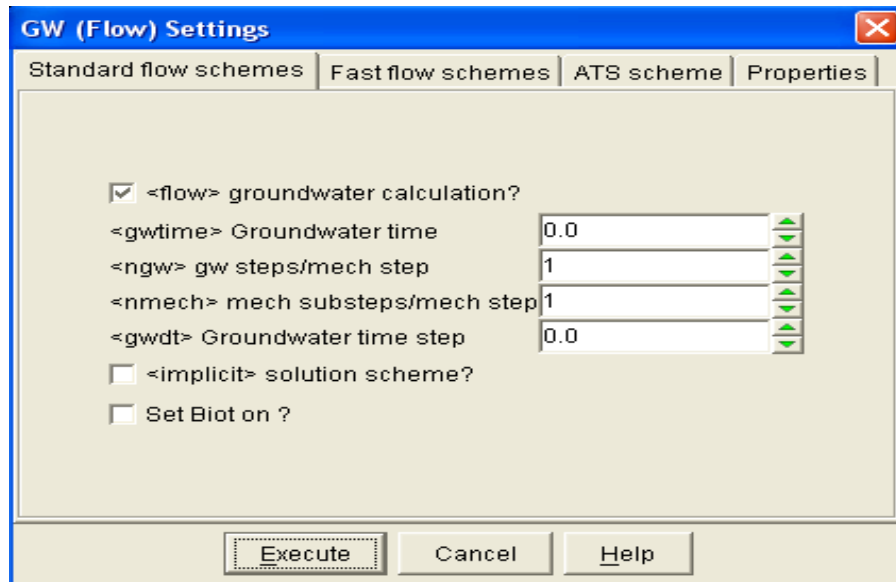 GW (Flow) Settings
Standard flow schemes Fast flow schemes ATS scheme Properties
<flow> groundwater calculation?
<gwtime> Groundwater time 0.0
<ngw> gw steps/mech step 1
<nmech> mech substeps/mech step 1
<gwdt> Groundwater time step 0.0
<implicit> solution scheme?
Set Biot on ?
Execute Cancel Help